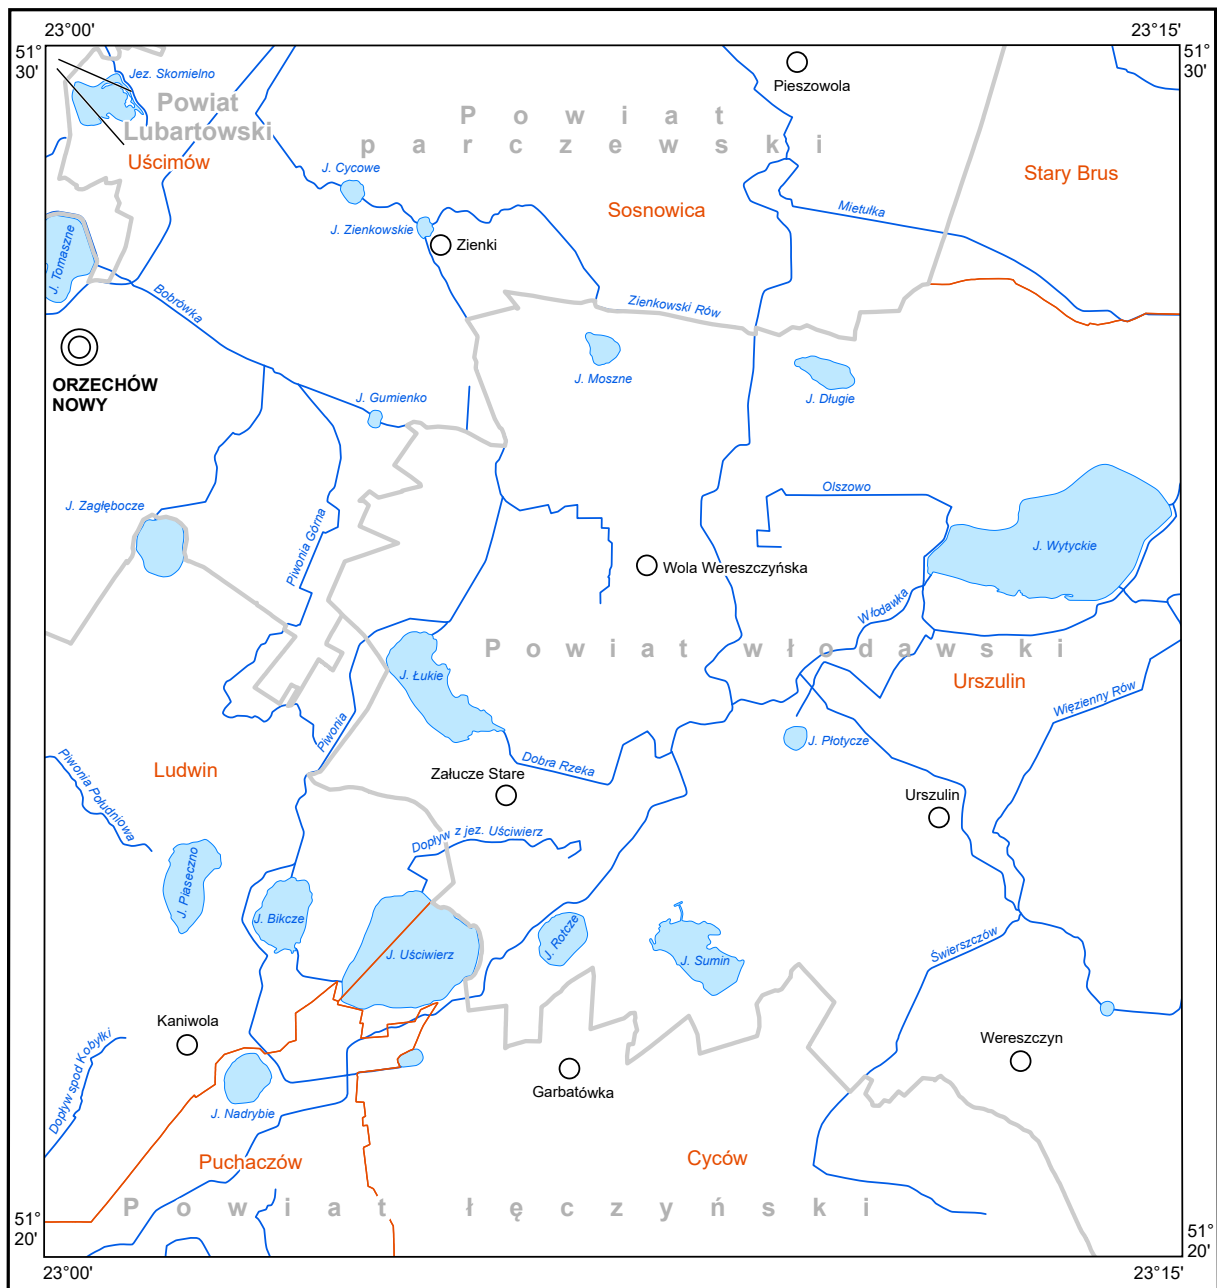 23°00'
23°15'
51°
30'
51°
30'
Jez. Skomielno
Powiat
Lubartowski
Uścimów
P o w i a t
p a r c z e w s k i
Pieszowola
J. Cycowe
Sosnowica
Stary Brus
Mietułka
J. Zienkowskie
Zienki
J. Tomaszne
Bobrówka
Zienkowski Rów
ORZECHÓW
NOWY
J. Moszne
J. Długie
J. Gumienko
J. Zagłębocze
Piwonia Górna
Olszowo
J. Wytyckie
Wola Wereszczyńska
Włodawka
P o w i a t w ł o d a w s k i
J. Łukie
Urszulin
Więzienny Rów
Piwonia
J. Płotycze
Piwonia Południowa
Ludwin
Dobra Rzeka
Załucze Stare
Urszulin
Dopływ z jez. Uściwierz
J. Piaseczno
J. Bikcze
J. Uściwierz
J. Rotcze
J. Sumin
Świerszczów
Kaniwola
Dopływ spod Kobyłki
Wereszczyn
Garbatówka
J. Nadrybie
Puchaczów
Cyców
P o w i a t ł ę c z y ń s k i
51°
20'
51°
20'
23°00'
23°15'